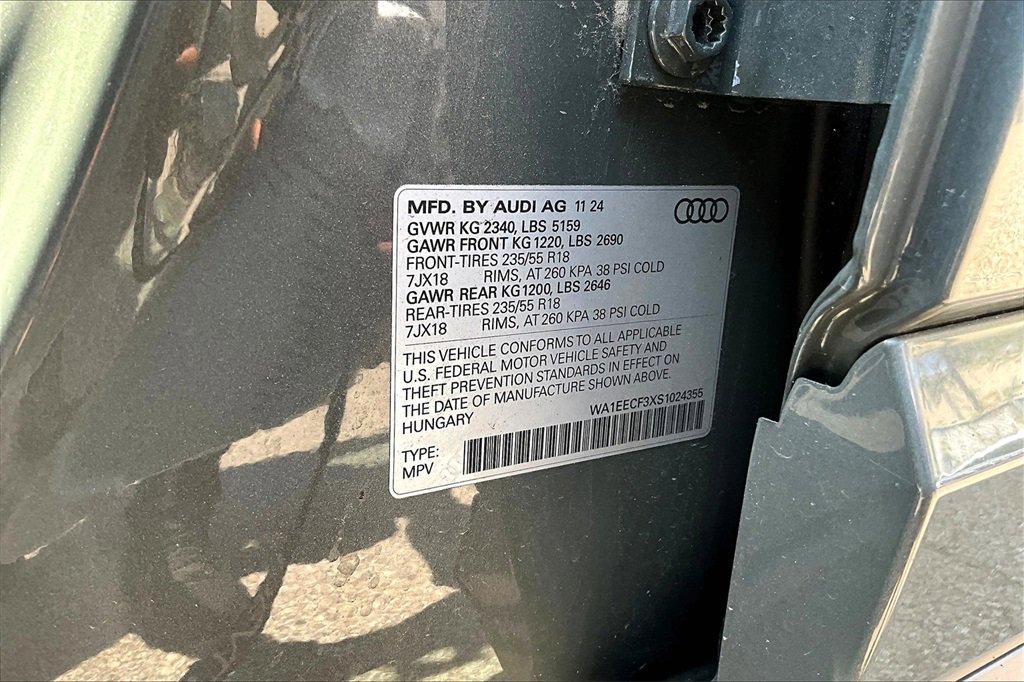 MFD. BY AUDI AG 11 24
GVWR KG 2340, LBS 5159
GAWR FRONT KG 1220, LBS 2690
FRONT-TIRES 235/55 R18
7JX18 RIMS, AT 260 KPA 38 PSI COLD
GAWR REAR KG1200, LBS 2646
REAR-TIRES 235/55 R18
7JX18 RIMS, AT 260 KPA 38 PSI COLD
THIS VEHICLE CONFORMS TO ALL APPLICABLE
U.S. FEDERAL MOTOR VEHICLE SAFETY AND
THEFT PREVENTION STANDARDS IN EFFECT ON
THE DATE OF MANUFACTURE SHOWN ABOVE.
HUNGARY WA1EECF3XS1024355
TYPE:
MPV